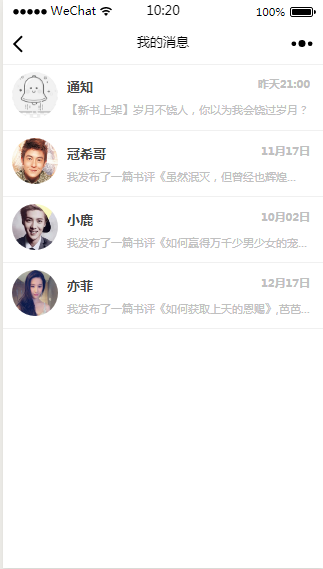 WeChat 10:20 100%
我的消息
通知 昨天21:00
【新书上架】岁月不饶人，你以为我会饶过岁月？
冠希哥 11月17日
我发布了一篇书评《虽然泯灭，但曾经也辉煌...
小鹿 10月02日
我发布了一篇书评《如何赢得万千少男少女的宠...
亦菲 12月17日
我发布了一篇书评《如何获取上天的恩赐》,芭芭...